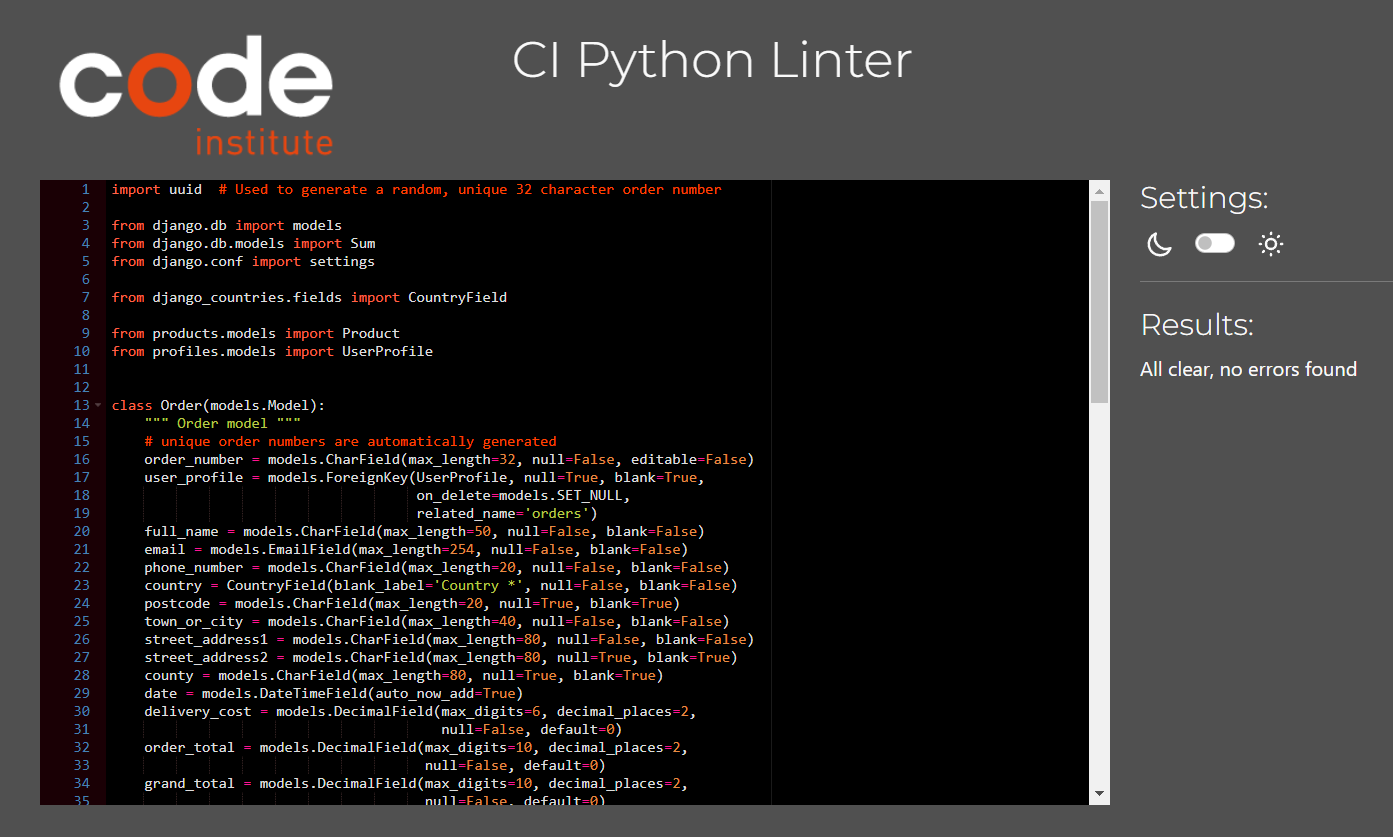 code
institute
CI Python Linter
1 import uuid  # Used to generate a random, unique 32 character order number
2
3 from django.db import models
4 from django.db.models import Sum
5 from django.conf import settings
6
7 from django_countries.fields import CountryField
8
9 from products.models import Product
10 from profiles.models import UserProfile
11
12
13 class Order(models.Model):
14     """ Order model """
15     # unique order numbers are automatically generated
16     order_number = models.CharField(max_length=32, null=False, editable=False)
17     user_profile = models.ForeignKey(UserProfile, null=True, blank=True,
18                                      on_delete=models.SET_NULL,
19                                      related_name='orders')
20     full_name = models.CharField(max_length=50, null=False, blank=False)
21     email = models.EmailField(max_length=254, null=False, blank=False)
22     phone_number = models.CharField(max_length=20, null=False, blank=False)
23     country = CountryField(blank_label='Country *', null=False, blank=False)
24     postcode = models.CharField(max_length=20, null=True, blank=True)
25     town_or_city = models.CharField(max_length=40, null=False, blank=False)
26     street_address1 = models.CharField(max_length=80, null=False, blank=False)
27     street_address2 = models.CharField(max_length=80, null=True, blank=True)
28     county = models.CharField(max_length=80, null=True, blank=True)
29     date = models.DateTimeField(auto_now_add=True)
30     delivery_cost = models.DecimalField(max_digits=6, decimal_places=2,
31                                         null=False, default=0)
32     order_total = models.DecimalField(max_digits=10, decimal_places=2,
33                                       null=False, default=0)
34     grand_total = models.DecimalField(max_digits=10, decimal_places=2,
35                                       null=False, default=0)
Settings:
Results:
All clear, no errors found